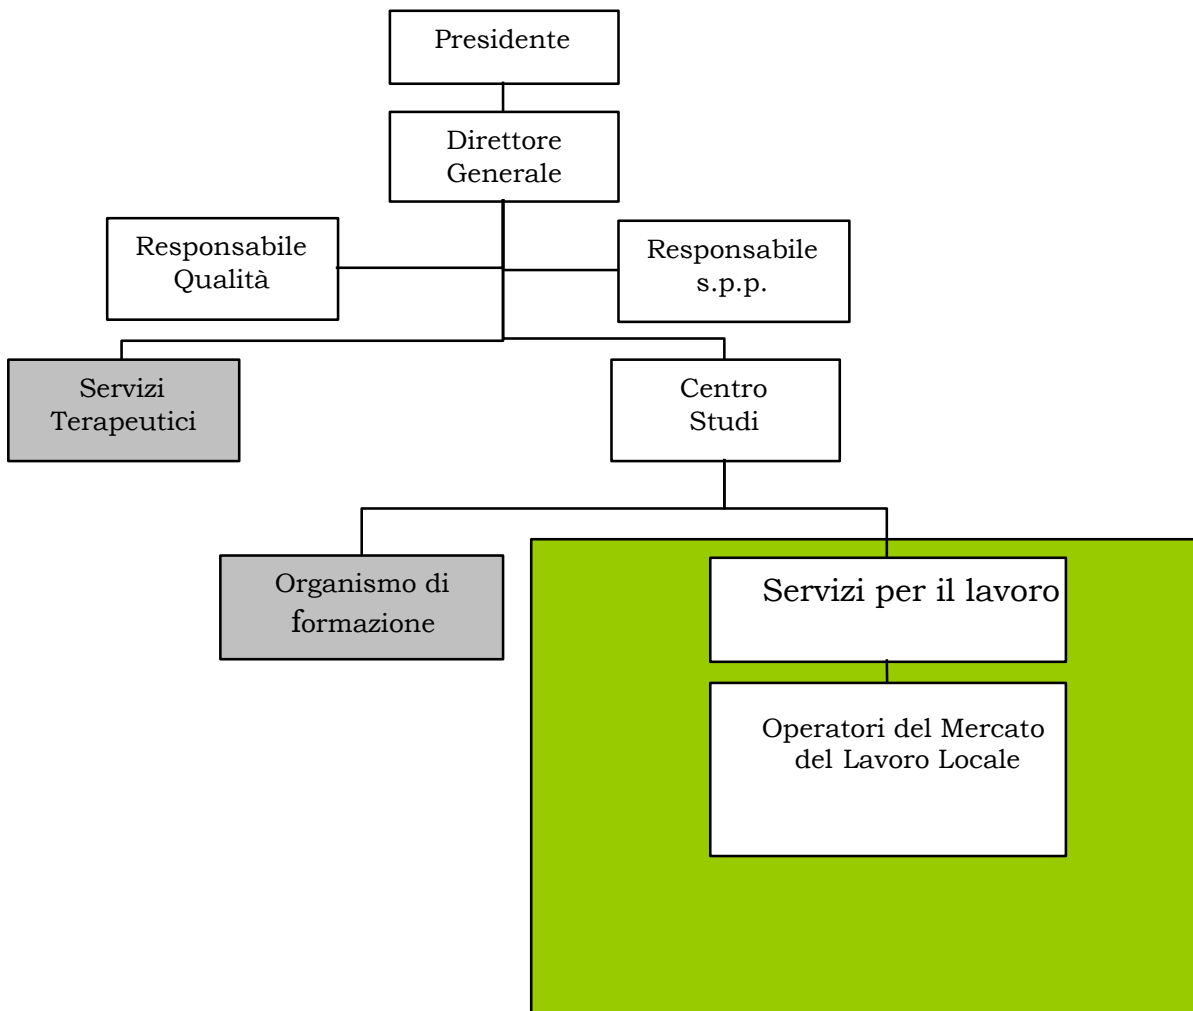 Presidente
Direttore
Generale
Responsabile
Qualità
Responsabile
s.p.p.
Servizi
Terapeutici
Centro
Studi
Organismo di
formazione
Servizi per il lavoro
Operatori del Mercato
del Lavoro Locale